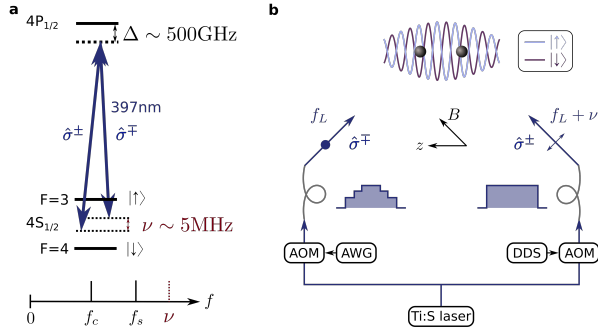 a
4P1/2
Δ ∼ 500GHz
397nm
σ̂±
σ̂∓
F=3
|↑⟩
4S1/2
ν ∼ 5MHz
F=4
|↓⟩
0
fc
fs
ν
f
b
|↑⟩
|↓⟩
fL
σ̂∓
B
z
fL + ν
σ̂±
AOM
AWG
DDS
AOM
Ti:S laser